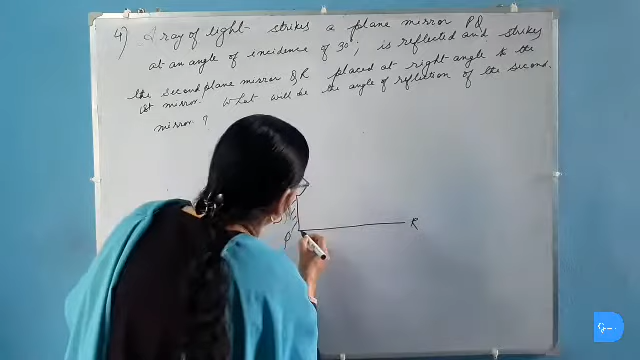 4) A ray of light strikes a plane mirror PQ
at an angle of incidence of 30°, is reflected and strikes
the second plane mirror QR placed at right angle to the
1st mirror. What will be the angle of reflection of the second
mirror?
R